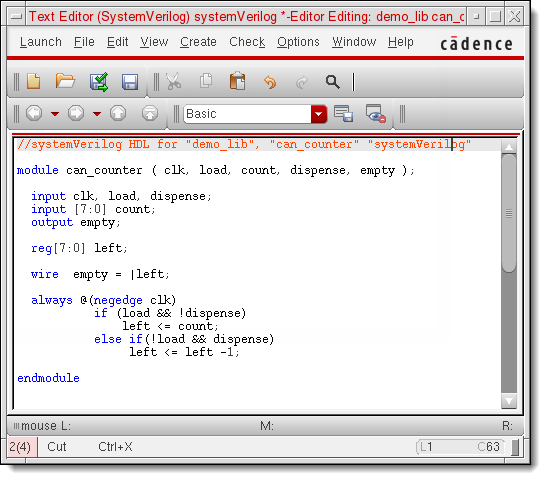 Text Editor (SystemVerilog) systemVerilog *-Editor Editing: demo_lib can_c
Launch File Edit View Create Check Options Window Help cādence
Basic
//systemVerilog HDL for "demo_lib", "can_counter" "systemVerilog"
module can_counter ( clk, load, count, dispense, empty );
input clk, load, dispense;
input [7:0] count;
output empty;
reg[7:0] left;
wire  empty = |left;
always @(negedge clk)
if (load && !dispense)
left <= count;
else if(!load && dispense)
left <= left -1;
endmodule
mouse L: M: R:
2(4) Cut Ctrl+X L1 C63